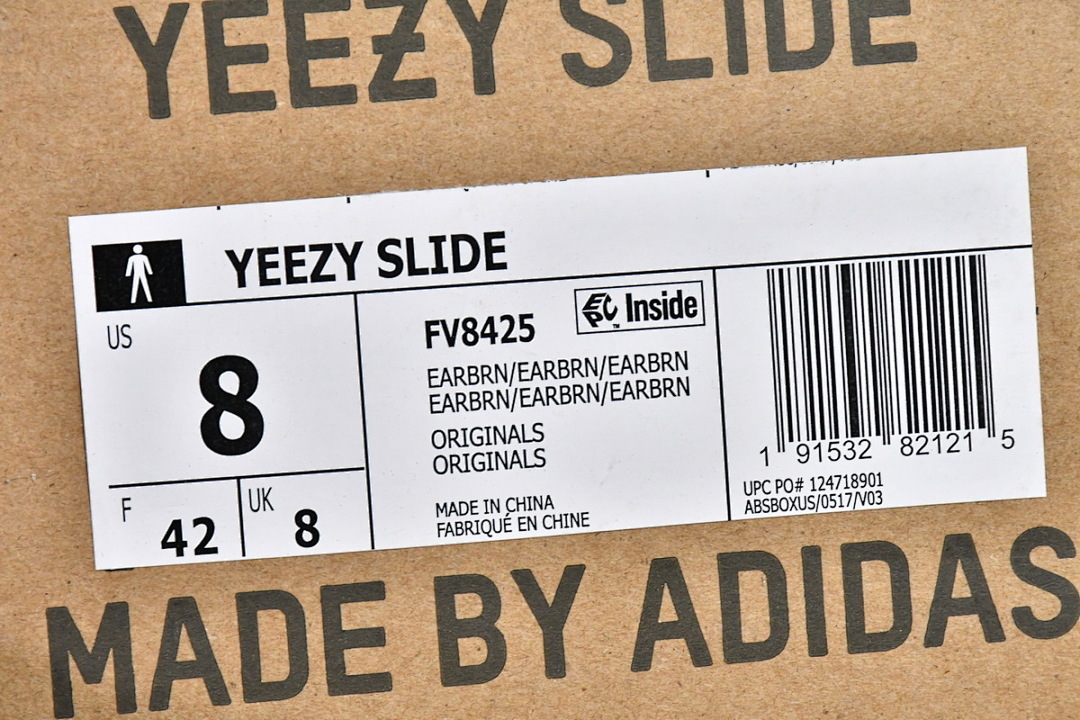 YEEZY SLIDE
YEEZY SLIDE
US
8
F
42
UK
8
EPC Inside
™
FV8425
EARBRN/EARBRN/EARBRN
EARBRN/EARBRN/EARBRN
ORIGINALS
ORIGINALS
MADE IN CHINA
FABRIQUÉ EN CHINE
1 91532 82121 5
UPC PO# 124718901
ABSBOXUS/0517/V03
MADE BY ADIDAS